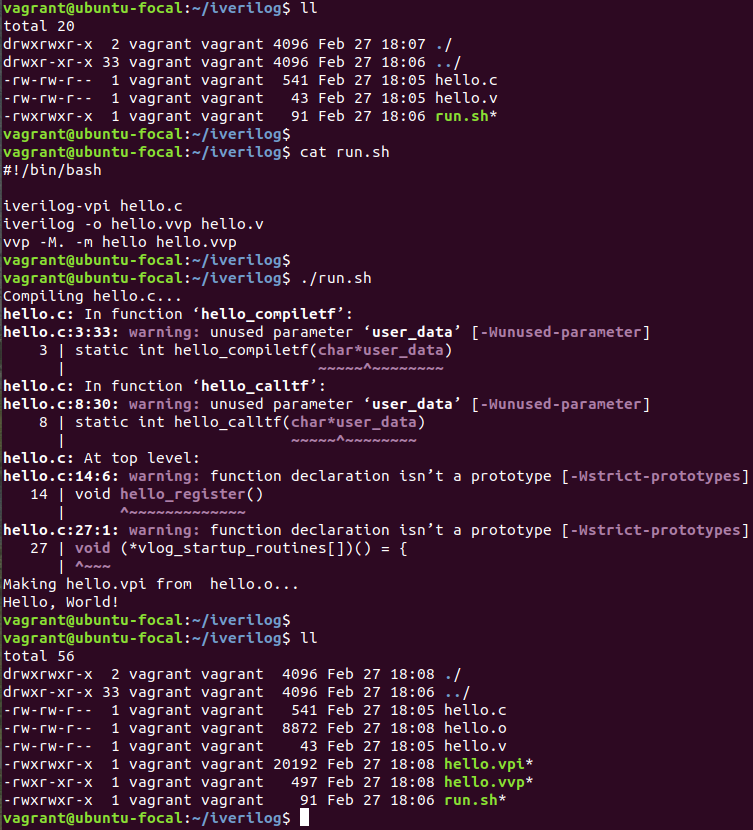 vagrant@ubuntu-focal:~/iverilog$ ll
total 20
drwxrwxr-x  2 vagrant vagrant 4096 Feb 27 18:07 ./
drwxr-xr-x 33 vagrant vagrant 4096 Feb 27 18:06 ../
-rw-rw-r--  1 vagrant vagrant  541 Feb 27 18:05 hello.c
-rw-rw-r--  1 vagrant vagrant   43 Feb 27 18:05 hello.v
-rwxrwxr-x  1 vagrant vagrant   91 Feb 27 18:06 run.sh*
vagrant@ubuntu-focal:~/iverilog$
vagrant@ubuntu-focal:~/iverilog$ cat run.sh
#!/bin/bash

iverilog-vpi hello.c
iverilog -o hello.vvp hello.v
vvp -M. -m hello hello.vvp
vagrant@ubuntu-focal:~/iverilog$
vagrant@ubuntu-focal:~/iverilog$ ./run.sh
Compiling hello.c...
hello.c: In function ‘hello_compiletf’:
hello.c:3:33: warning: unused parameter ‘user_data’ [-Wunused-parameter]
    3 | static int hello_compiletf(char*user_data)
      |                            ~~~~~^~~~~~~~~
hello.c: In function ‘hello_calltf’:
hello.c:8:30: warning: unused parameter ‘user_data’ [-Wunused-parameter]
    8 | static int hello_calltf(char*user_data)
      |                         ~~~~~^~~~~~~~~
hello.c: At top level:
hello.c:14:6: warning: function declaration isn’t a prototype [-Wstrict-prototypes]
   14 | void hello_register()
      |      ^~~~~~~~~~~~~~
hello.c:27:1: warning: function declaration isn’t a prototype [-Wstrict-prototypes]
   27 | void (*vlog_startup_routines[])() = {
      | ^~~~
Making hello.vpi from  hello.o...
Hello, World!
vagrant@ubuntu-focal:~/iverilog$
vagrant@ubuntu-focal:~/iverilog$ ll
total 56
drwxrwxr-x  2 vagrant vagrant  4096 Feb 27 18:08 ./
drwxr-xr-x 33 vagrant vagrant  4096 Feb 27 18:06 ../
-rw-rw-r--  1 vagrant vagrant   541 Feb 27 18:05 hello.c
-rw-rw-r--  1 vagrant vagrant  8872 Feb 27 18:08 hello.o
-rw-rw-r--  1 vagrant vagrant    43 Feb 27 18:05 hello.v
-rwxrwxr-x  1 vagrant vagrant 20192 Feb 27 18:08 hello.vpi*
-rwxr-xr-x  1 vagrant vagrant   497 Feb 27 18:08 hello.vvp*
-rwxrwxr-x  1 vagrant vagrant    91 Feb 27 18:06 run.sh*
vagrant@ubuntu-focal:~/iverilog$